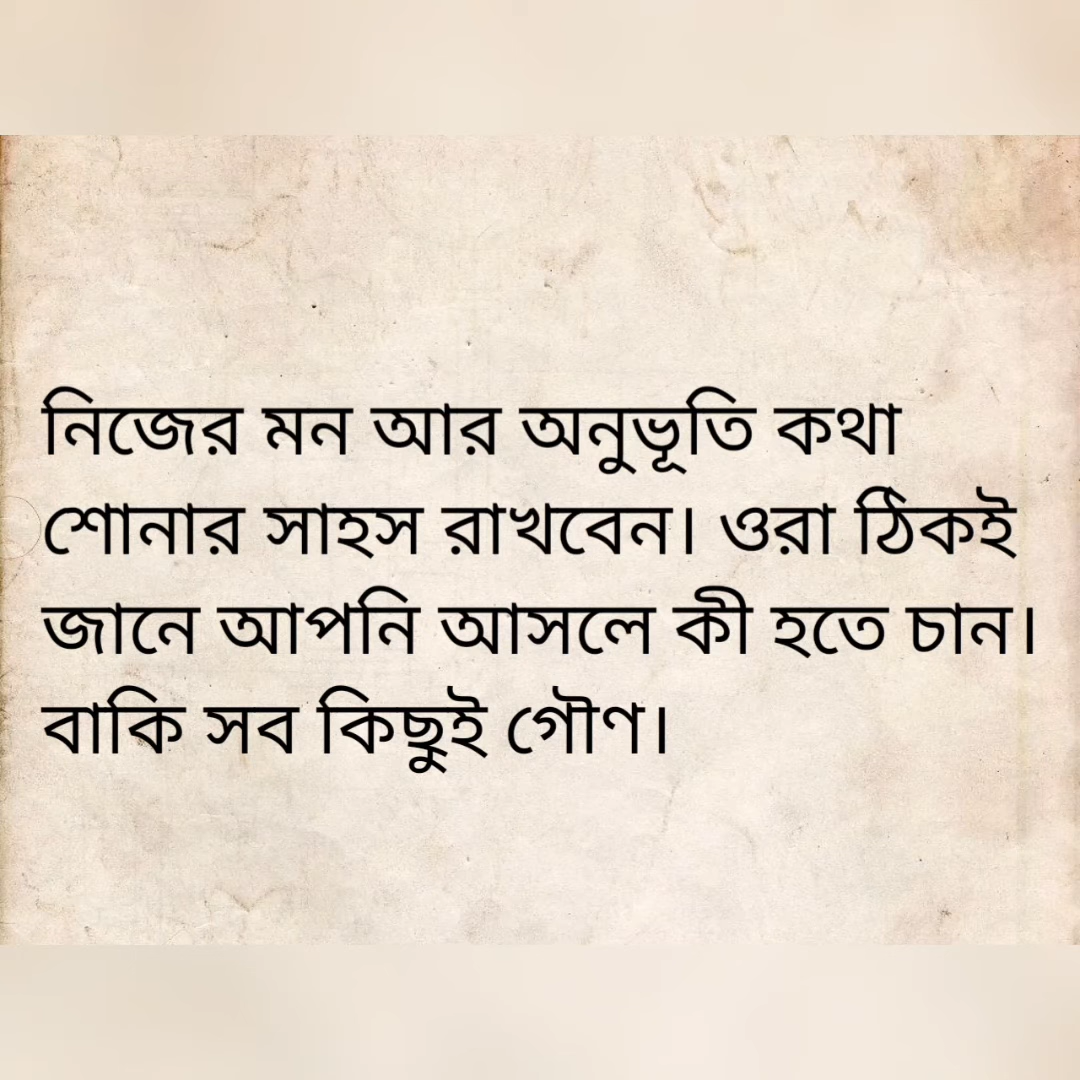 নিজের মন আর অনুভূতি কথা
শোনার সাহস রাখবেন। ওরা ঠিকই
জানে আপনি আসলে কী হতে চান।
বাকি সব কিছুই গৌণ।